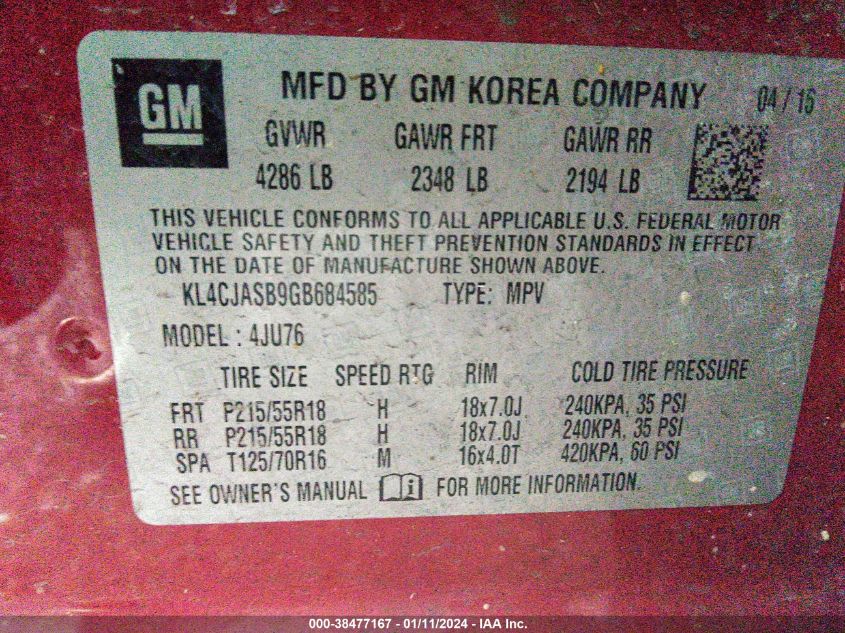 GM
MFD BY GM KOREA COMPANY 04/16
GVWR GAWR FRT GAWR RR
4286 LB 2348 LB 2194 LB
THIS VEHICLE CONFORMS TO ALL APPLICABLE U.S. FEDERAL MOTOR
VEHICLE SAFETY AND THEFT PREVENTION STANDARDS IN EFFECT
ON THE DATE OF MANUFACTURE SHOWN ABOVE.
KL4CJASB9GB684585 TYPE: MPV
MODEL: 4JU76
TIRE SIZE SPEED RTG RIM COLD TIRE PRESSURE
FRT P215/55R18 H 18x7.0J 240KPA, 35 PSI
RR P215/55R18 H 18x7.0J 240KPA, 35 PSI
SPA T125/70R16 M 16x4.0T 420KPA, 60 PSI
SEE OWNER'S MANUAL i FOR MORE INFORMATION.
000-38477167 - 01/11/2024 - IAA Inc.